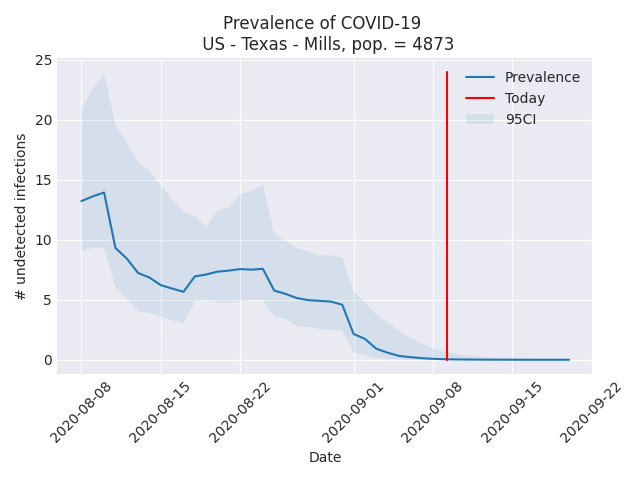 Prevalence of COVID-19
US - Texas - Mills, pop. = 4873
# undetected infections
25
20
15
10
5
0
Prevalence
Today
95CI
2020-08-08
2020-08-15
2020-08-22
2020-09-01
2020-09-08
2020-09-15
2020-09-22
Date